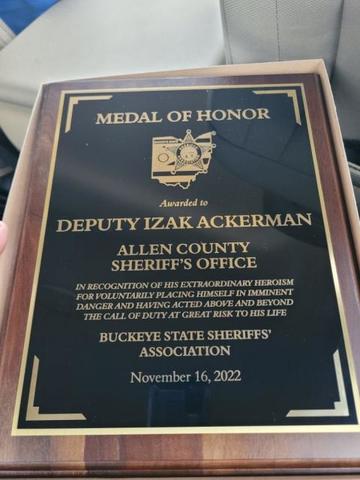 MEDAL OF HONOR
Awarded to
DEPUTY IZAK ACKERMAN
ALLEN COUNTY
SHERIFF'S OFFICE
IN RECOGNITION OF HIS EXTRAORDINARY HEROISM
FOR VOLUNTARILY PLACING HIMSELF IN IMMINENT
DANGER AND HAVING ACTED ABOVE AND BEYOND
THE CALL OF DUTY AT GREAT RISK TO HIS LIFE
BUCKEYE STATE SHERIFFS'
ASSOCIATION
November 16, 2022